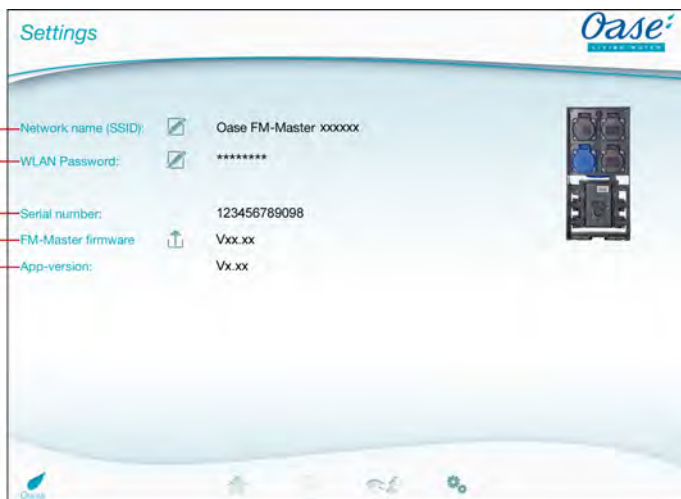 Settings
Oase
LIVING WATER
Network name (SSID): Oase FM-Master xxxxxx
WLAN Password: ********
Serial number: 123456789098
FM-Master firmware Vxx.xx
App-version: Vx.xx
Oase